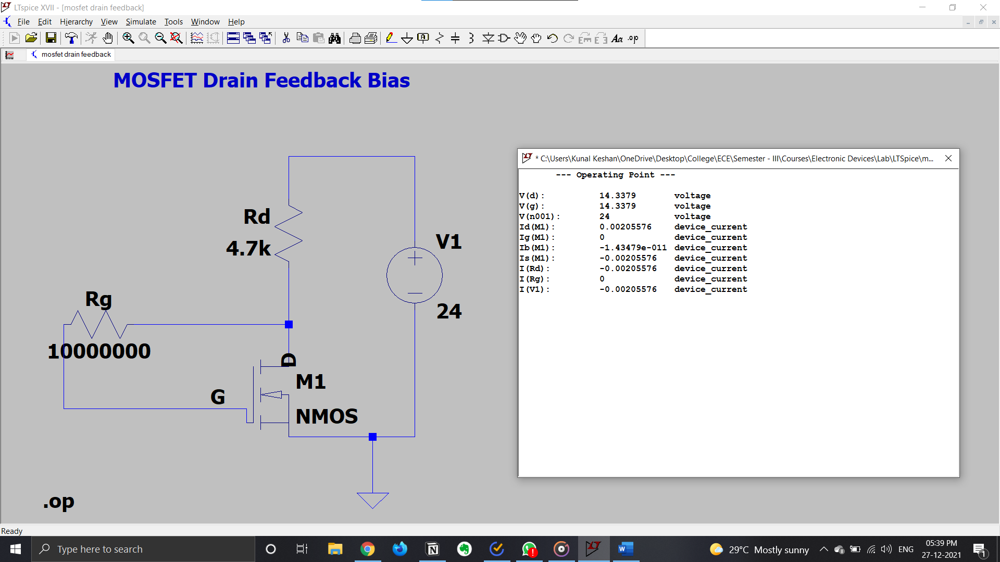 LTspice XVII - [mosfet drain feedback]
File Edit Hierarchy View Simulate Tools Window Help
.op
mosfet drain feedback
MOSFET Drain Feedback Bias
Rd
4.7k
V1
24
Rg
10000000
D
M1
G
NMOS
.op
* C:\Users\Kunal Keshan\OneDrive\Desktop\College\ECE\Semester - III\Courses\Electronic Devices\Lab\LTSpice\m...
--- Operating Point ---
V(d): 14.3379 voltage
V(g): 14.3379 voltage
V(n001): 24 voltage
Id(M1): 0.00205576 device_current
Ig(M1): 0 device_current
Ib(M1): -1.43479e-011 device_current
Is(M1): -0.00205576 device_current
I(Rd): -0.00205576 device_current
I(Rg): 0 device_current
I(V1): -0.00205576 device_current
Ready
Type here to search
29°C Mostly sunny
ENG
05:39 PM
27-12-2021
1